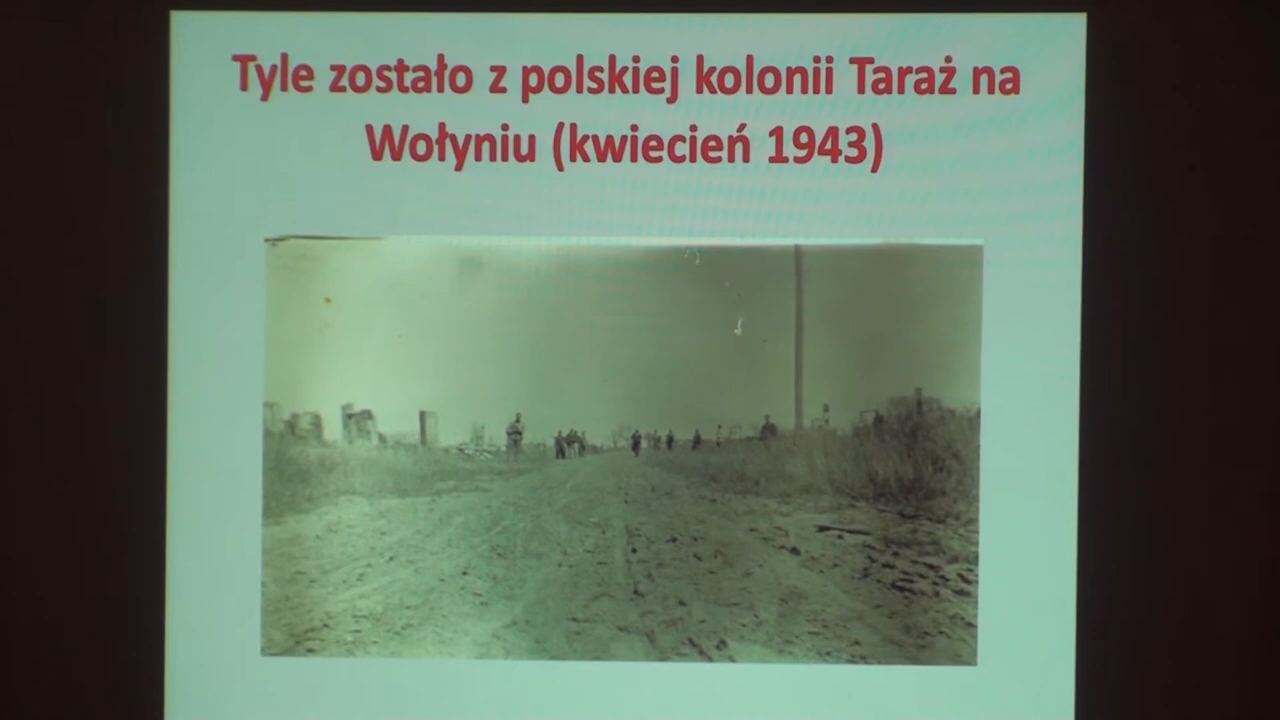 Tyle zostało z polskiej kolonii Taraż na
Wołyniu (kwiecień 1943)